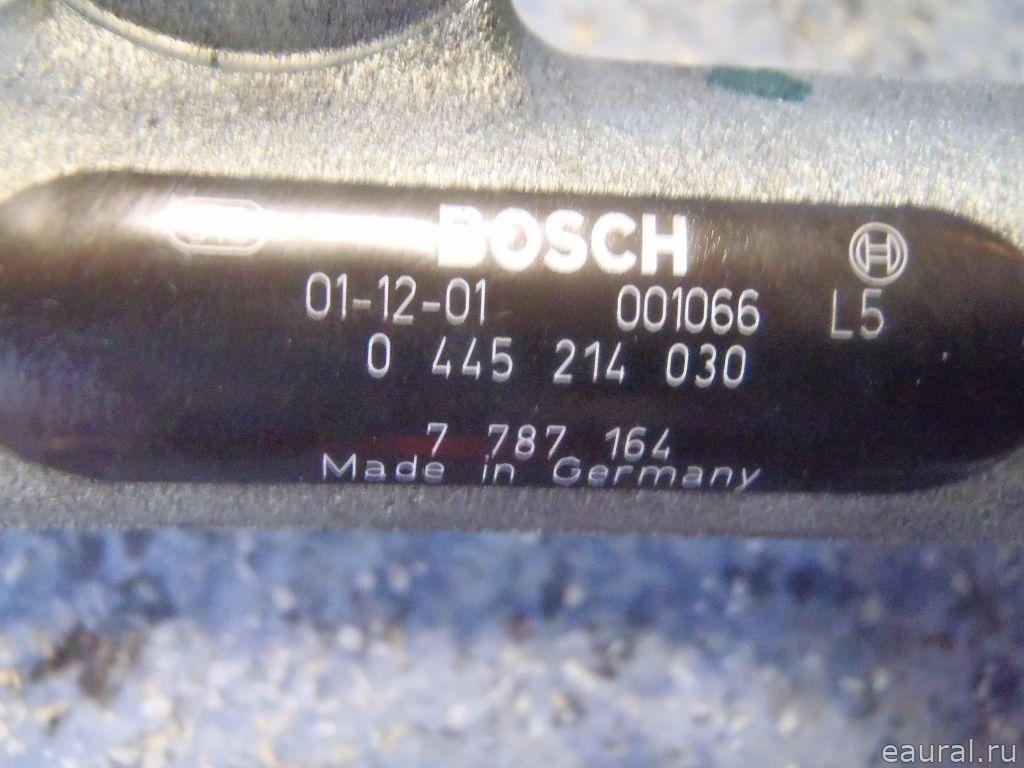 BOSCH
01-12-01 001066 L5
0 445 214 030
7 787 164
Made in Germany
eaural.ru